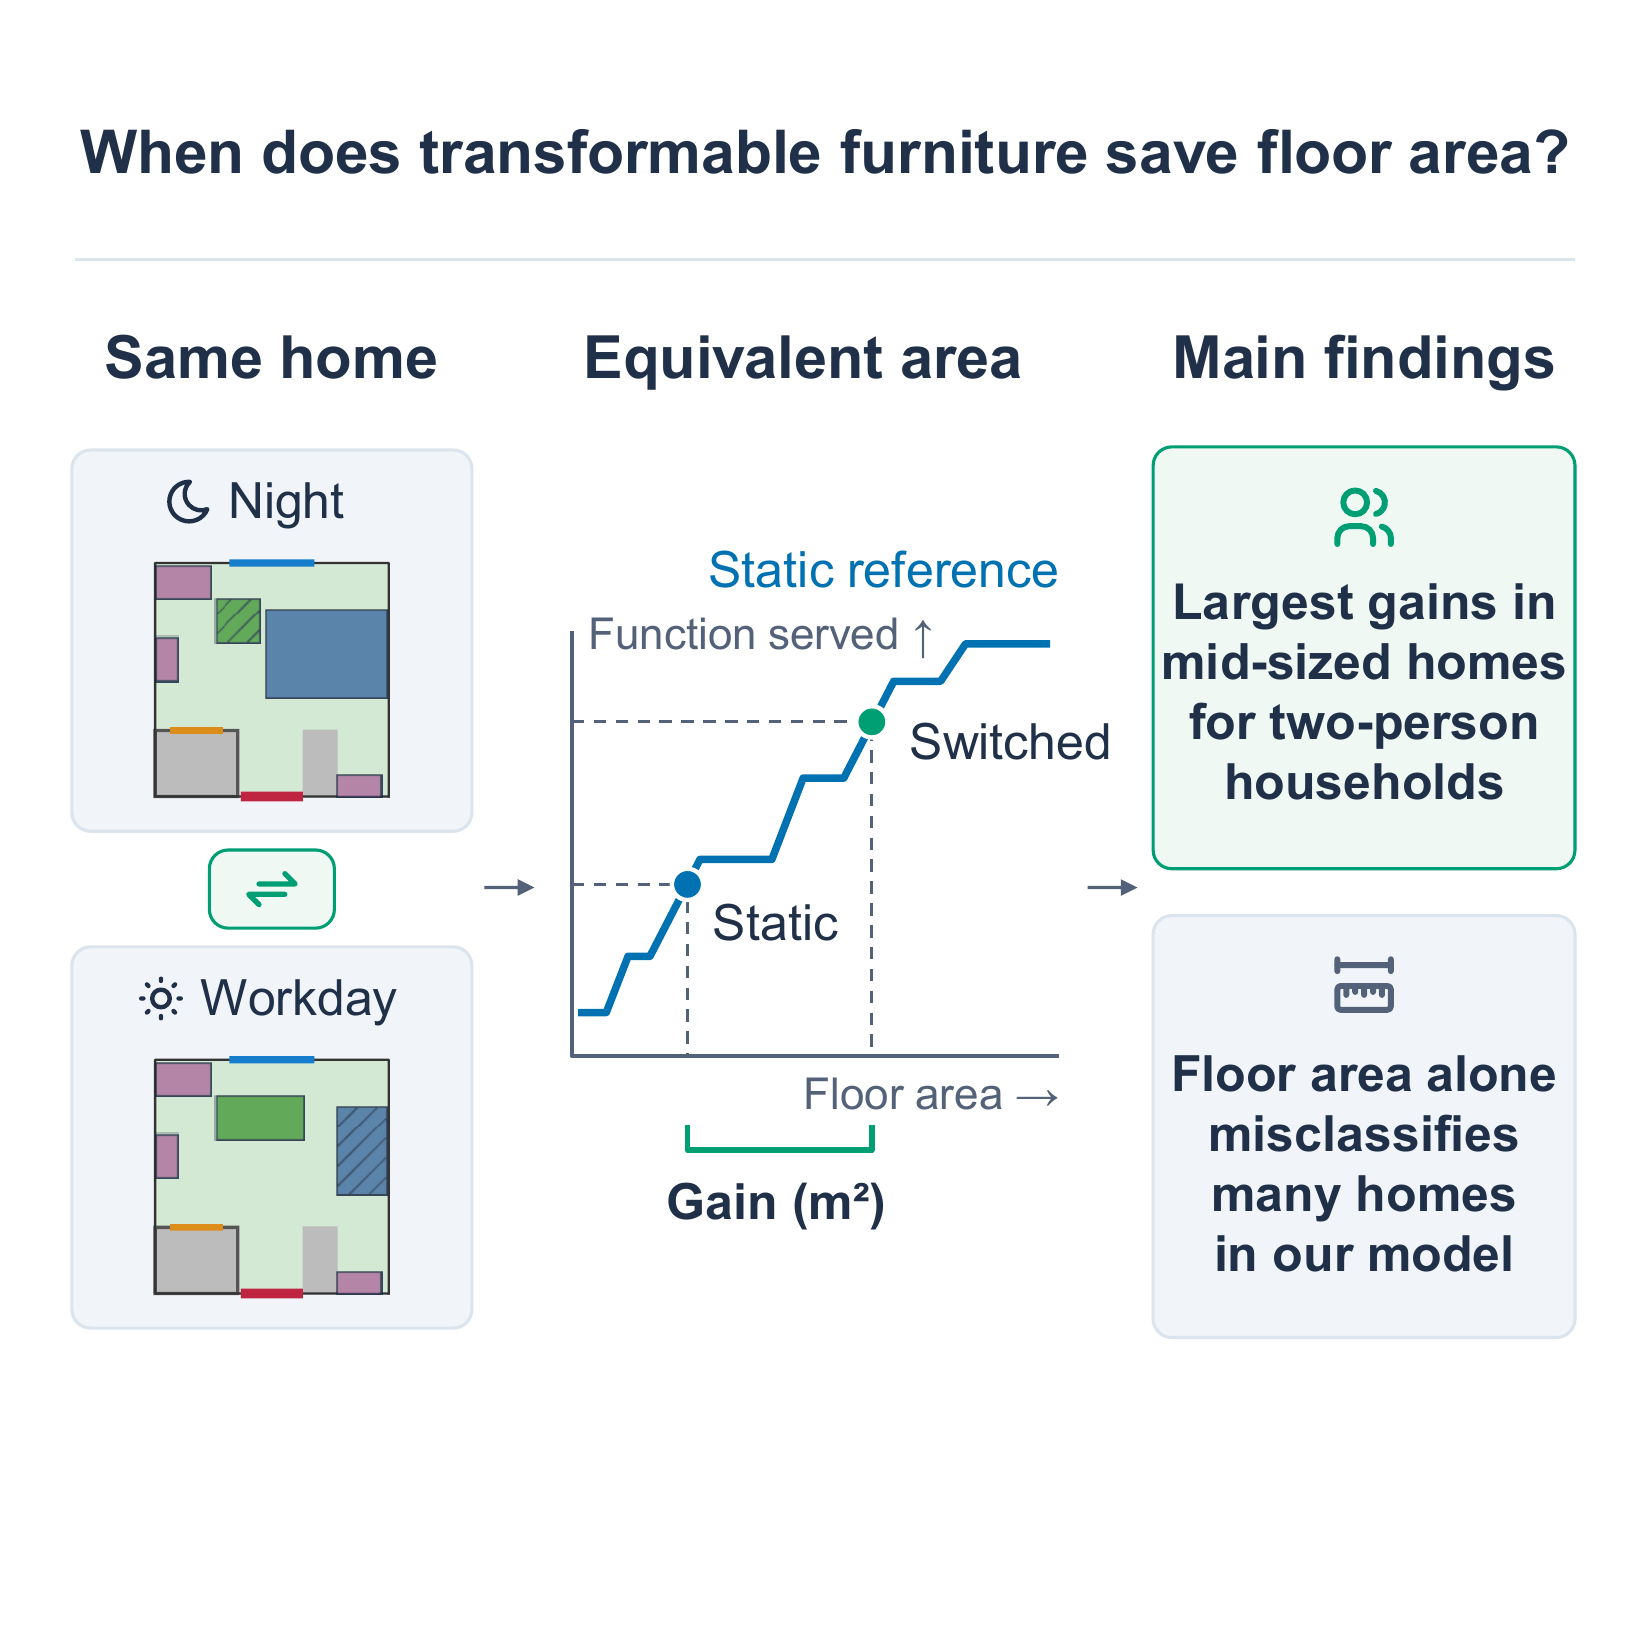 When does transformable furniture save floor area?
Same home
Night
Workday
Equivalent area
Static reference
Function served ↑
Switched
Static
Floor area →
Gain (m²)
Main findings
Largest gains in
mid-sized homes
for two-person
households
Floor area alone
misclassifies
many homes
in our model